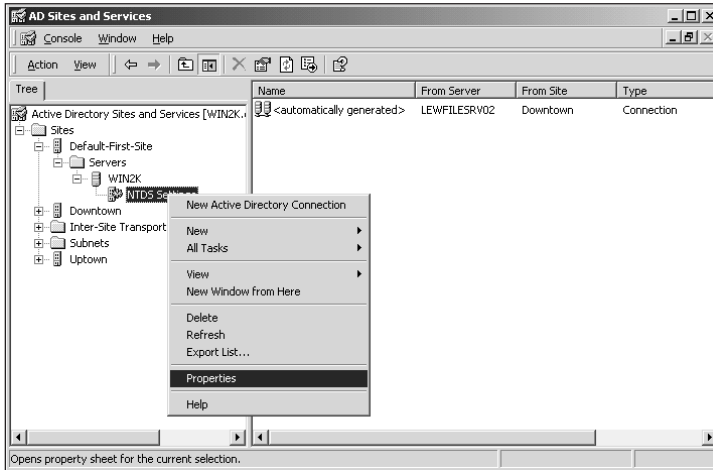 AD Sites and Services
Console Window Help
Action View
Tree
Name From Server From Site Type
Active Directory Sites and Services [WIN2K.
<automatically generated> LEWFILESRV02 Downtown Connection
Sites
Default-First-Site
Servers
WIN2K
NTDS
Downtown
Inter-Site Transport
Subnets
Uptown
New Active Directory Connection
New
All Tasks
View
New Window from Here
Delete
Refresh
Export List...
Properties
Help
Opens property sheet for the current selection.